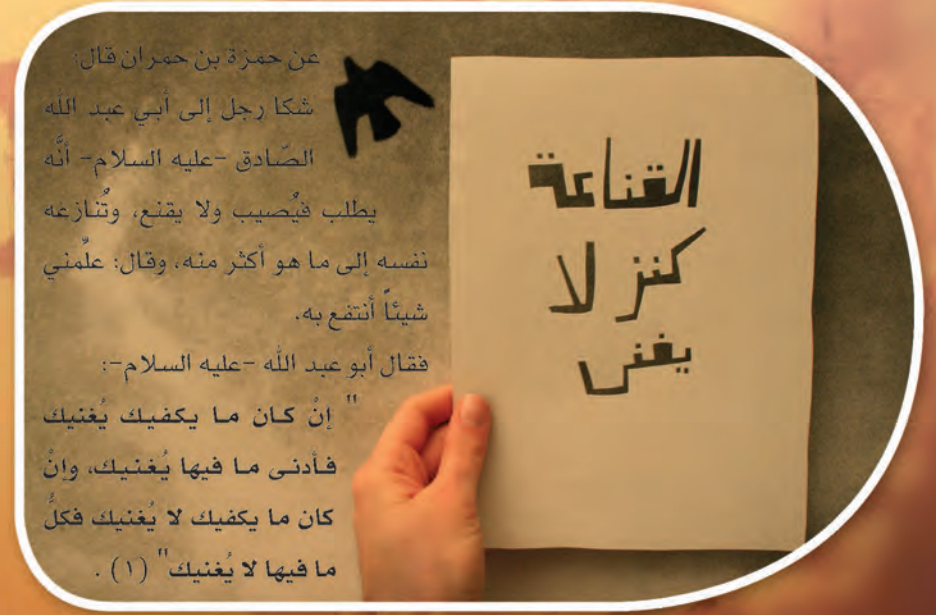 عن حمزة بن حمران قال:
شكا رجل إلى أبي عبد الله
الصّادق -عليه السلام- أنَّه
يطلب فيُصيب ولا يقنع، وتُنازعه
نفسه إلى ما هو أكثر منه، وقال: علّمني
شيئاً أنتفع به.
فقال أبو عبد الله -عليه السلام-:
" إنْ كان ما يكفيك يُغنيك
فأدنى ما فيها يُغنيك، وإنْ
كان ما يكفيك لا يُغنيك فكلُّ
ما فيها لا يُغنيك" (١) .
القناعة
كنز لا
يفنى